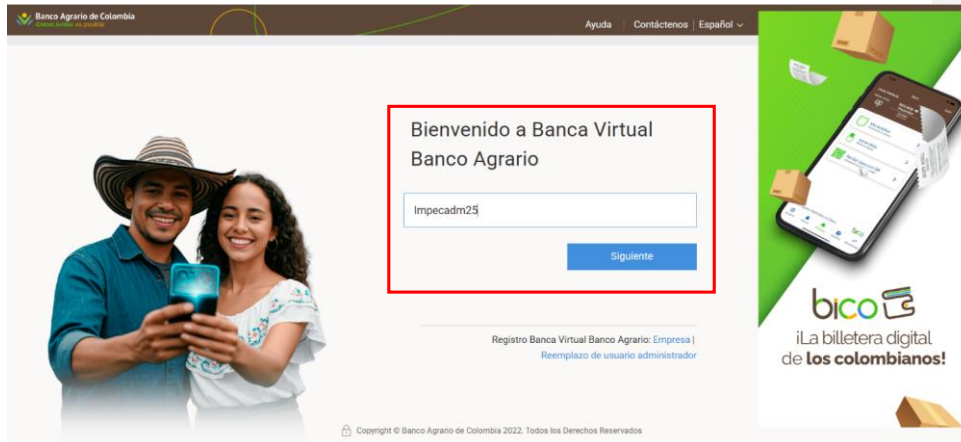 Banco Agrario de Colombia
Ayuda | Contáctenos | Español
Bienvenido a Banca Virtual
Banco Agrario
Impecadm25
Siguiente
Registro Banca Virtual Banco Agrario: Empresa |
Reemplazo de usuario administrador
Copyright © Banco Agrario de Colombia 2022. Todos los Derechos Reservados
bico
¡La billetera digital
de los colombianos!